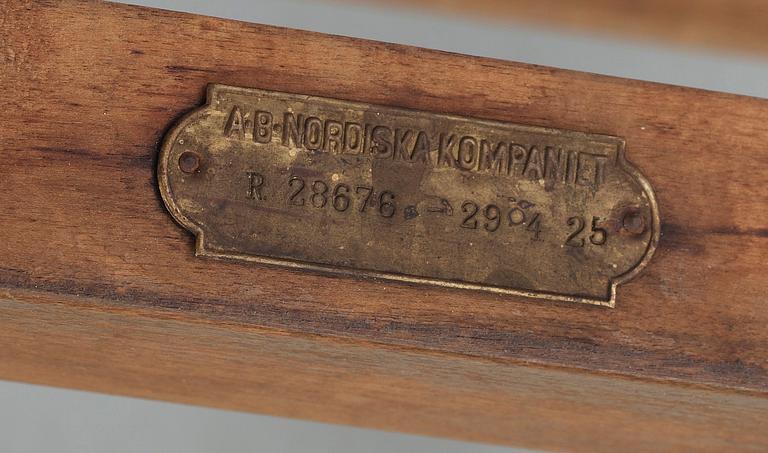 A·B·NORDISKA·KOMPANIET
R. 28676. – 29 4 25